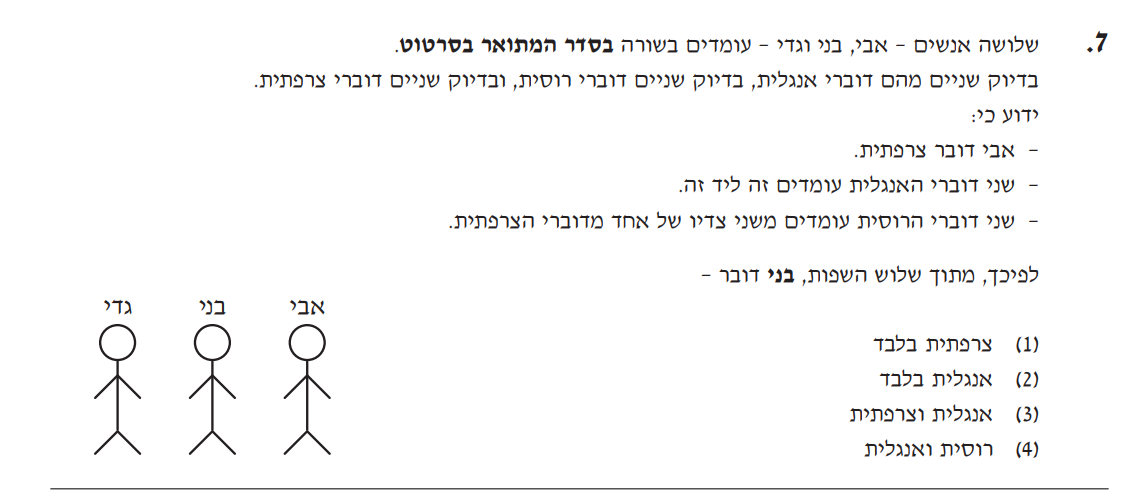 7. שלושה אנשים – אבי, בני וגדי – עומדים בשורה בסדר המתואר בסרטוט.
בדיוק שניים מהם דוברי אנגלית, בדיוק שניים דוברי רוסית, ובדיוק שניים דוברי צרפתית.
ידוע כי:
– אבי דובר צרפתית.
– שני דוברי האנגלית עומדים זה ליד זה.
– שני דוברי הרוסית עומדים משני צדיו של אחד מדוברי הצרפתית.
לפיכך, מתוך שלוש השפות, בני דובר –
אבי בני גדי
(1) צרפתית בלבד
(2) אנגלית בלבד
(3) אנגלית וצרפתית
(4) רוסית ואנגלית